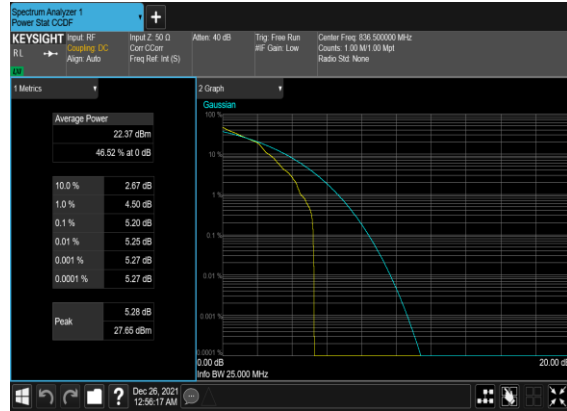 Spectrum Analyzer 1
Power Stat CCDF
+
KEYSIGHT
RL
Input: RF
Coupling: DC
Align: Auto
Input Z: 50 Ω
Corr CCorr
Freq Ref: Int (S)
Atten: 40 dB
Trig: Free Run
#IF Gain: Low
Center Freq: 836.500000 MHz
Counts: 1.00 M/1.00 Mpt
Radio Std: None
1 Metrics
Average Power
22.37 dBm
46.52 % at 0 dB
10.0 % 2.67 dB
1.0 % 4.50 dB
0.1 % 5.20 dB
0.01 % 5.25 dB
0.001 % 5.27 dB
0.0001 % 5.27 dB
Peak 5.28 dB
27.65 dBm
2 Graph
Gaussian
100 %
10 %
1 %
0.1 %
0.01 %
0.001 %
0.0001 %
0.00 dB 20.00 dB
Info BW 25.000 MHz
?
Dec 26, 2021
12:56:17 AM